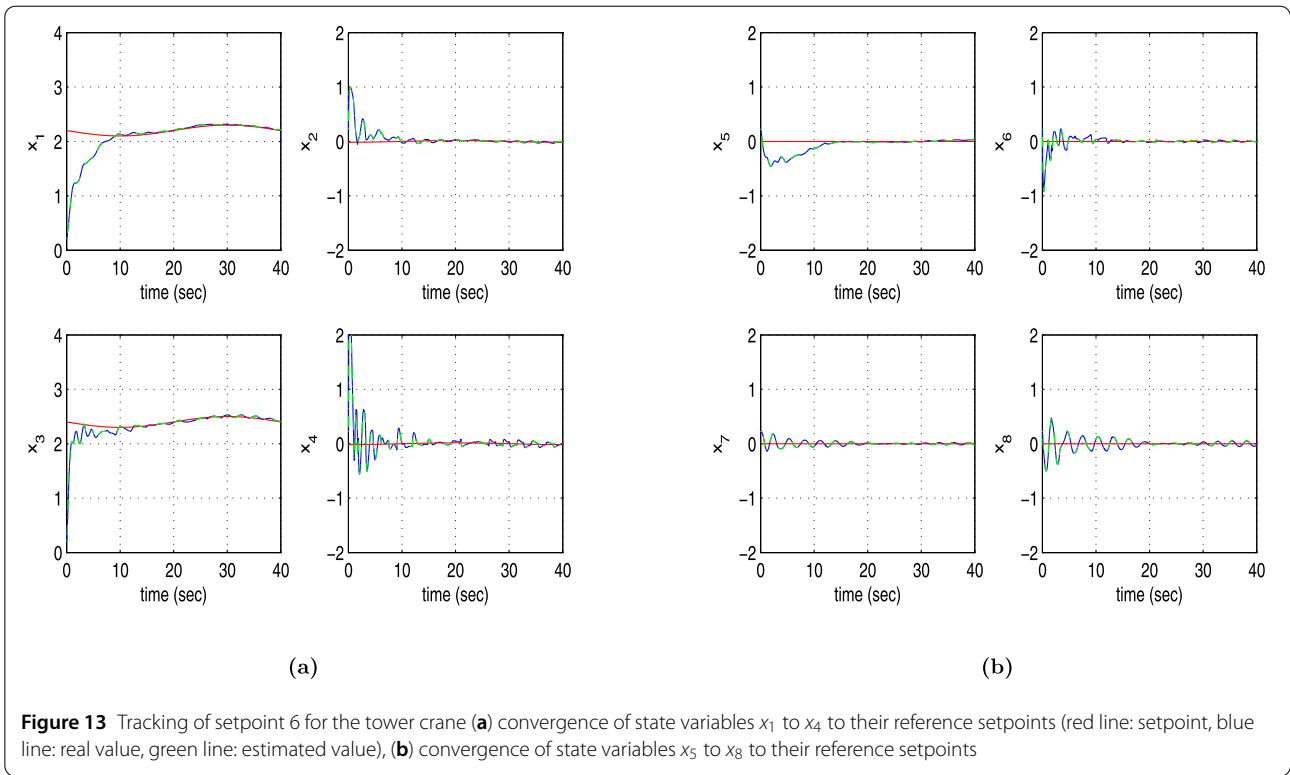 4
3
2
1
0
x₁
0 10 20 30 40
time (sec)
2
1
0
−1
−2
x₂
0 10 20 30 40
time (sec)
4
3
2
1
0
x₃
0 10 20 30 40
time (sec)
2
1
0
−1
−2
x₄
0 10 20 30 40
time (sec)
(a)
2
1
0
−1
−2
x₅
0 10 20 30 40
time (sec)
2
1
0
−1
−2
x₆
0 10 20 30 40
time (sec)
2
1
0
−1
−2
x₇
0 10 20 30 40
time (sec)
2
1
0
−1
−2
x₈
0 10 20 30 40
time (sec)
(b)
Figure 13 Tracking of setpoint 6 for the tower crane (a) convergence of state variables x₁ to x₄ to their reference setpoints (red line: setpoint, blue
line: real value, green line: estimated value), (b) convergence of state variables x₅ to x₈ to their reference setpoints